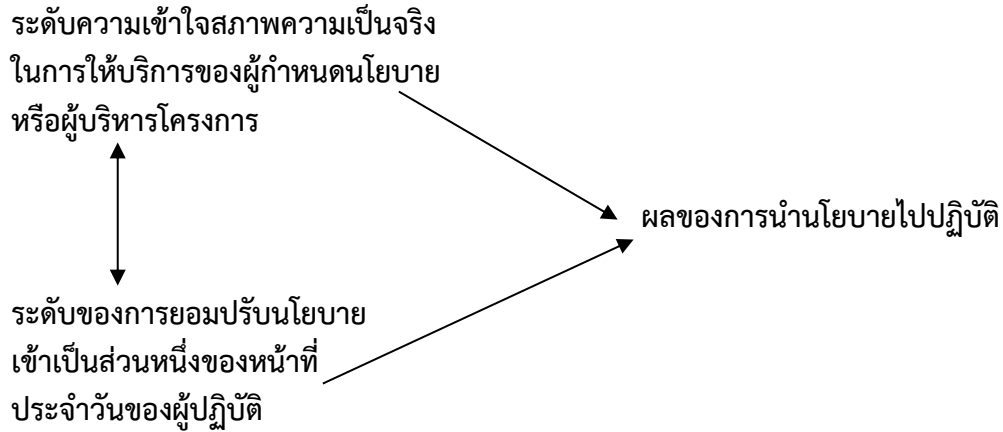 ระดับความเข้าใจสภาพความเป็นจริง
ในการให้บริการของผู้กำหนดนโยบาย
หรือผู้บริหารโครงการ
ผลของการนำนโยบายไปปฏิบัติ
ระดับของการยอมปรับนโยบาย
เข้าเป็นส่วนหนึ่งของหน้าที่
ประจำวันของผู้ปฏิบัติ